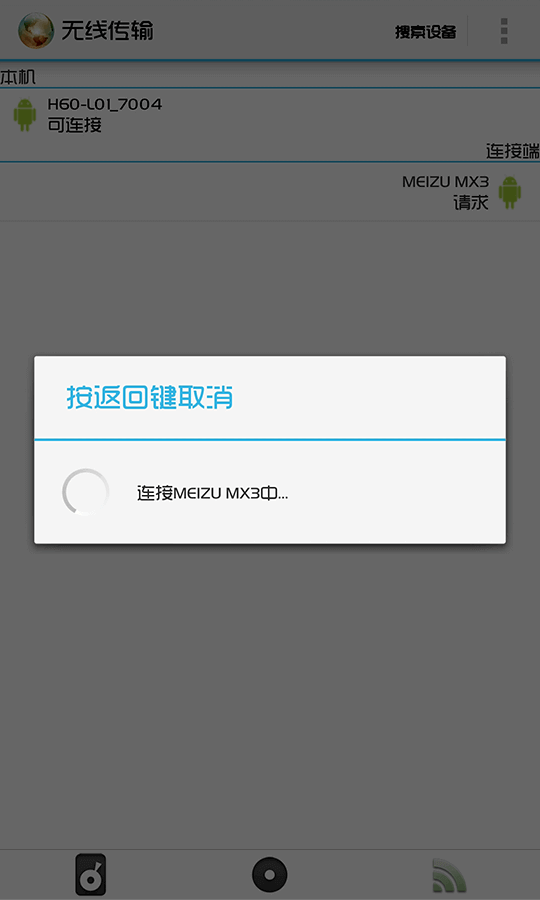 无线传输
搜索设备
本机
H60-L01_7004
可连接
连接端
MEIZU MX3
请求
按返回键取消
连接MEIZU MX3中...